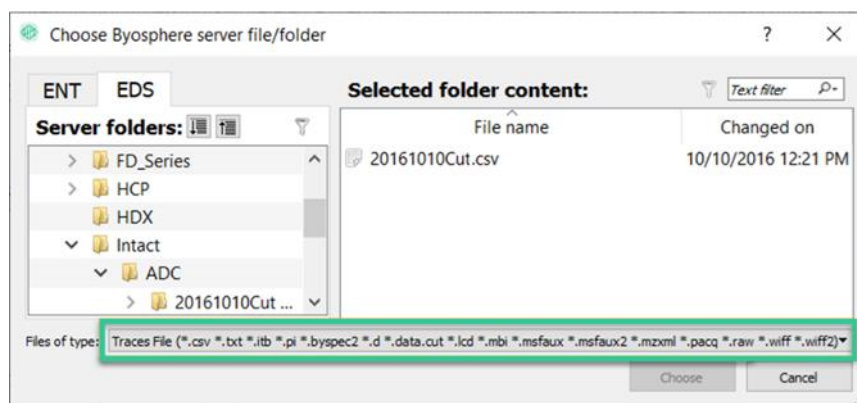 Choose Byosphere server file/folder ?
ENT EDS
Selected folder content: Text filter
Server folders:
File name Changed on
FD_Series
20161010Cut.csv 10/10/2016 12:21 PM
HCP
HDX
Intact
ADC
20161010Cut ...
Files of type: Traces File (*.csv *.txt *.itb *.pi *.byspec2 *.d *.data.cut *.lcd *.mbi *.msfaux *.msfaux2 *.mzxml *.pacq *.raw *.wiff *.wiff2)
Choose Cancel